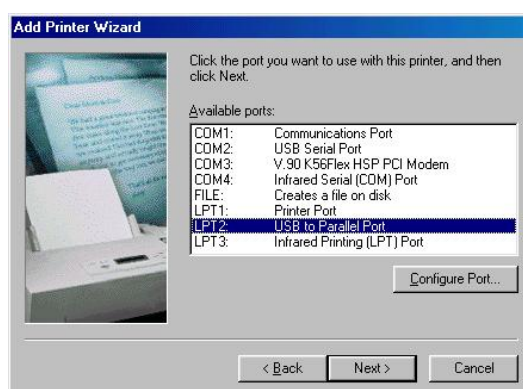 Add Printer Wizard
Click the port you want to use with this printer, and then
click Next.
Available ports:
COM1: Communications Port
COM2: USB Serial Port
COM3: V.90 K56Flex HSP PCI Modem
COM4: Infrared Serial (COM) Port
FILE: Creates a file on disk
LPT1: Printer Port
LPT2: USB to Parallel Port
LPT3: Infrared Printing (LPT) Port
Configure Port...
< Back Next > Cancel